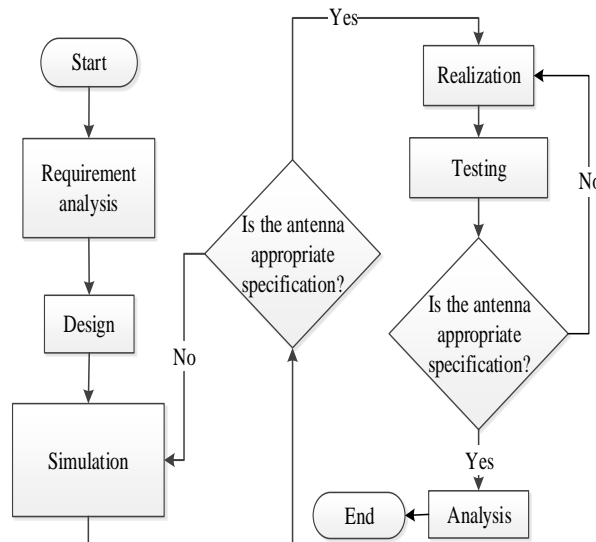 Start
Requirement
analysis
Design
Simulation
No
Is the antenna
appropriate
specification?
Yes
Realization
Testing
No
Is the antenna
appropriate
specification?
Yes
Analysis
End